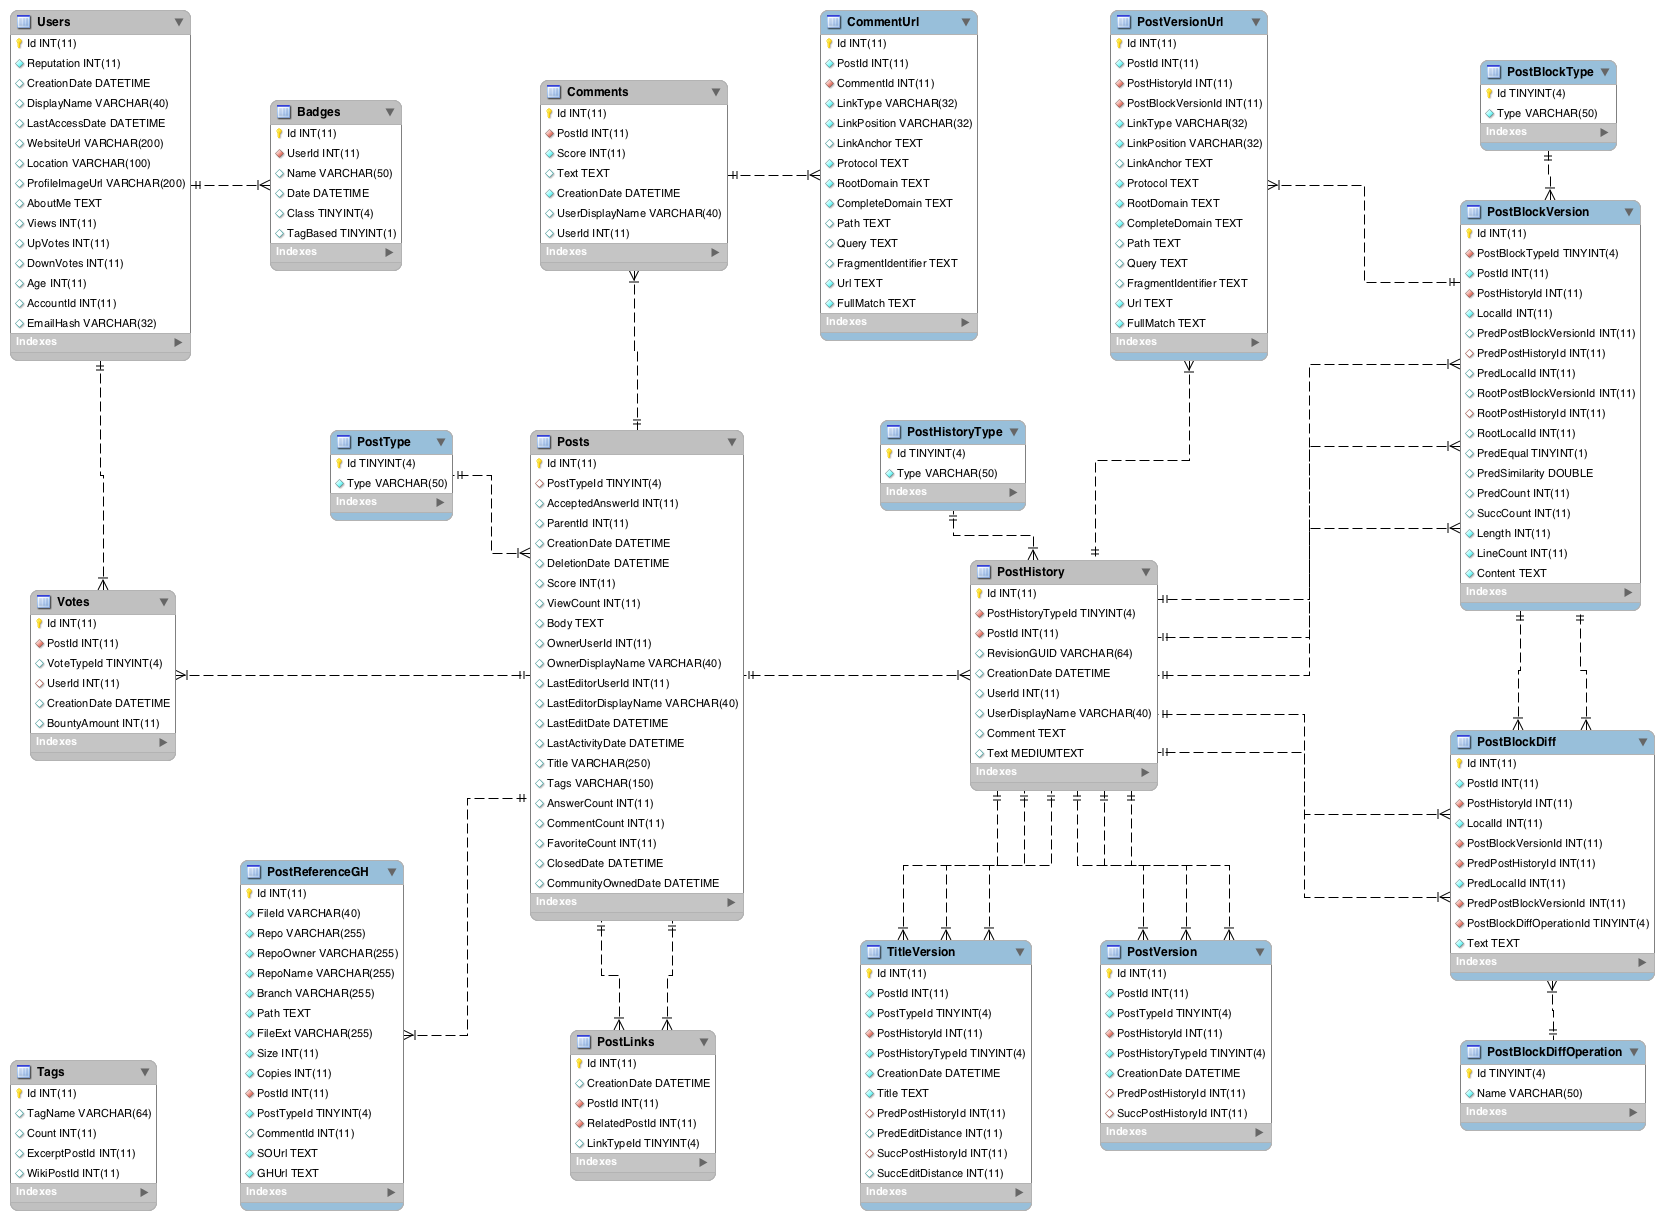 Users
Id INT(11)
Reputation INT(11)
CreationDate DATETIME
DisplayName VARCHAR(40)
LastAccessDate DATETIME
WebsiteUrl VARCHAR(200)
Location VARCHAR(100)
ProfileImageUrl VARCHAR(200)
AboutMe TEXT
Views INT(11)
UpVotes INT(11)
DownVotes INT(11)
Age INT(11)
AccountId INT(11)
EmailHash VARCHAR(32)
Indexes
Badges
Id INT(11)
UserId INT(11)
Name VARCHAR(50)
Date DATETIME
Class TINYINT(4)
TagBased TINYINT(1)
Indexes
Comments
Id INT(11)
PostId INT(11)
Score INT(11)
Text TEXT
CreationDate DATETIME
UserDisplayName VARCHAR(40)
UserId INT(11)
Indexes
CommentUrl
Id INT(11)
PostId INT(11)
CommentId INT(11)
LinkType VARCHAR(32)
LinkPosition VARCHAR(32)
LinkAnchor TEXT
Protocol TEXT
RootDomain TEXT
CompleteDomain TEXT
Path TEXT
Query TEXT
FragmentIdentifier TEXT
Url TEXT
FullMatch TEXT
Indexes
PostVersionUrl
Id INT(11)
PostId INT(11)
PostHistoryId INT(11)
PostBlockVersionId INT(11)
LinkType VARCHAR(32)
LinkPosition VARCHAR(32)
LinkAnchor TEXT
Protocol TEXT
RootDomain TEXT
CompleteDomain TEXT
Path TEXT
Query TEXT
FragmentIdentifier TEXT
Url TEXT
FullMatch TEXT
Indexes
PostBlockType
Id TINYINT(4)
Type VARCHAR(50)
Indexes
PostBlockVersion
Id INT(11)
PostBlockTypeId TINYINT(4)
PostId INT(11)
PostHistoryId INT(11)
LocalId INT(11)
PredPostBlockVersionId INT(11)
PredPostHistoryId INT(11)
PredLocalId INT(11)
RootPostBlockVersionId INT(11)
RootPostHistoryId INT(11)
RootLocalId INT(11)
PredEqual TINYINT(1)
PredSimilarity DOUBLE
PredCount INT(11)
SuccCount INT(11)
Length INT(11)
LineCount INT(11)
Content TEXT
Indexes
PostType
Id TINYINT(4)
Type VARCHAR(50)
Indexes
Posts
Id INT(11)
PostTypeId TINYINT(4)
AcceptedAnswerId INT(11)
ParentId INT(11)
CreationDate DATETIME
DeletionDate DATETIME
Score INT(11)
ViewCount INT(11)
Body TEXT
OwnerUserId INT(11)
OwnerDisplayName VARCHAR(40)
LastEditorUserId INT(11)
LastEditorDisplayName VARCHAR(40)
LastEditDate DATETIME
LastActivityDate DATETIME
Title VARCHAR(250)
Tags VARCHAR(150)
AnswerCount INT(11)
CommentCount INT(11)
FavoriteCount INT(11)
ClosedDate DATETIME
CommunityOwnedDate DATETIME
Indexes
PostHistoryType
Id TINYINT(4)
Type VARCHAR(50)
Indexes
PostHistory
Id INT(11)
PostHistoryTypeId TINYINT(4)
PostId INT(11)
RevisionGUID VARCHAR(64)
CreationDate DATETIME
UserId INT(11)
UserDisplayName VARCHAR(40)
Comment TEXT
Text MEDIUMTEXT
Indexes
Votes
Id INT(11)
PostId INT(11)
VoteTypeId TINYINT(4)
UserId INT(11)
CreationDate DATETIME
BountyAmount INT(11)
Indexes
PostBlockDiff
Id INT(11)
PostId INT(11)
PostHistoryId INT(11)
LocalId INT(11)
PostBlockVersionId INT(11)
PredPostHistoryId INT(11)
PredLocalId INT(11)
PredPostBlockVersionId INT(11)
PostBlockDiffOperationId TINYINT(4)
Text TEXT
Indexes
PostReferenceGH
Id INT(11)
FileId VARCHAR(40)
Repo VARCHAR(255)
RepoOwner VARCHAR(255)
RepoName VARCHAR(255)
Branch VARCHAR(255)
Path TEXT
FileExt VARCHAR(255)
Size INT(11)
Copies INT(11)
PostId INT(11)
PostTypeId TINYINT(4)
CommentId INT(11)
SOUrl TEXT
GHUrl TEXT
Indexes
TitleVersion
Id INT(11)
PostId INT(11)
PostTypeId TINYINT(4)
PostHistoryId INT(11)
PostHistoryTypeId TINYINT(4)
CreationDate DATETIME
Title TEXT
PredPostHistoryId INT(11)
PredEditDistance INT(11)
SuccPostHistoryId INT(11)
SuccEditDistance INT(11)
Indexes
PostVersion
Id INT(11)
PostId INT(11)
PostTypeId TINYINT(4)
PostHistoryId INT(11)
PostHistoryTypeId TINYINT(4)
CreationDate DATETIME
PredPostHistoryId INT(11)
SuccPostHistoryId INT(11)
Indexes
PostLinks
Id INT(11)
CreationDate DATETIME
PostId INT(11)
RelatedPostId INT(11)
LinkTypeId TINYINT(4)
Indexes
PostBlockDiffOperation
Id TINYINT(4)
Name VARCHAR(50)
Indexes
Tags
Id INT(11)
TagName VARCHAR(64)
Count INT(11)
ExcerptPostId INT(11)
WikiPostId INT(11)
Indexes